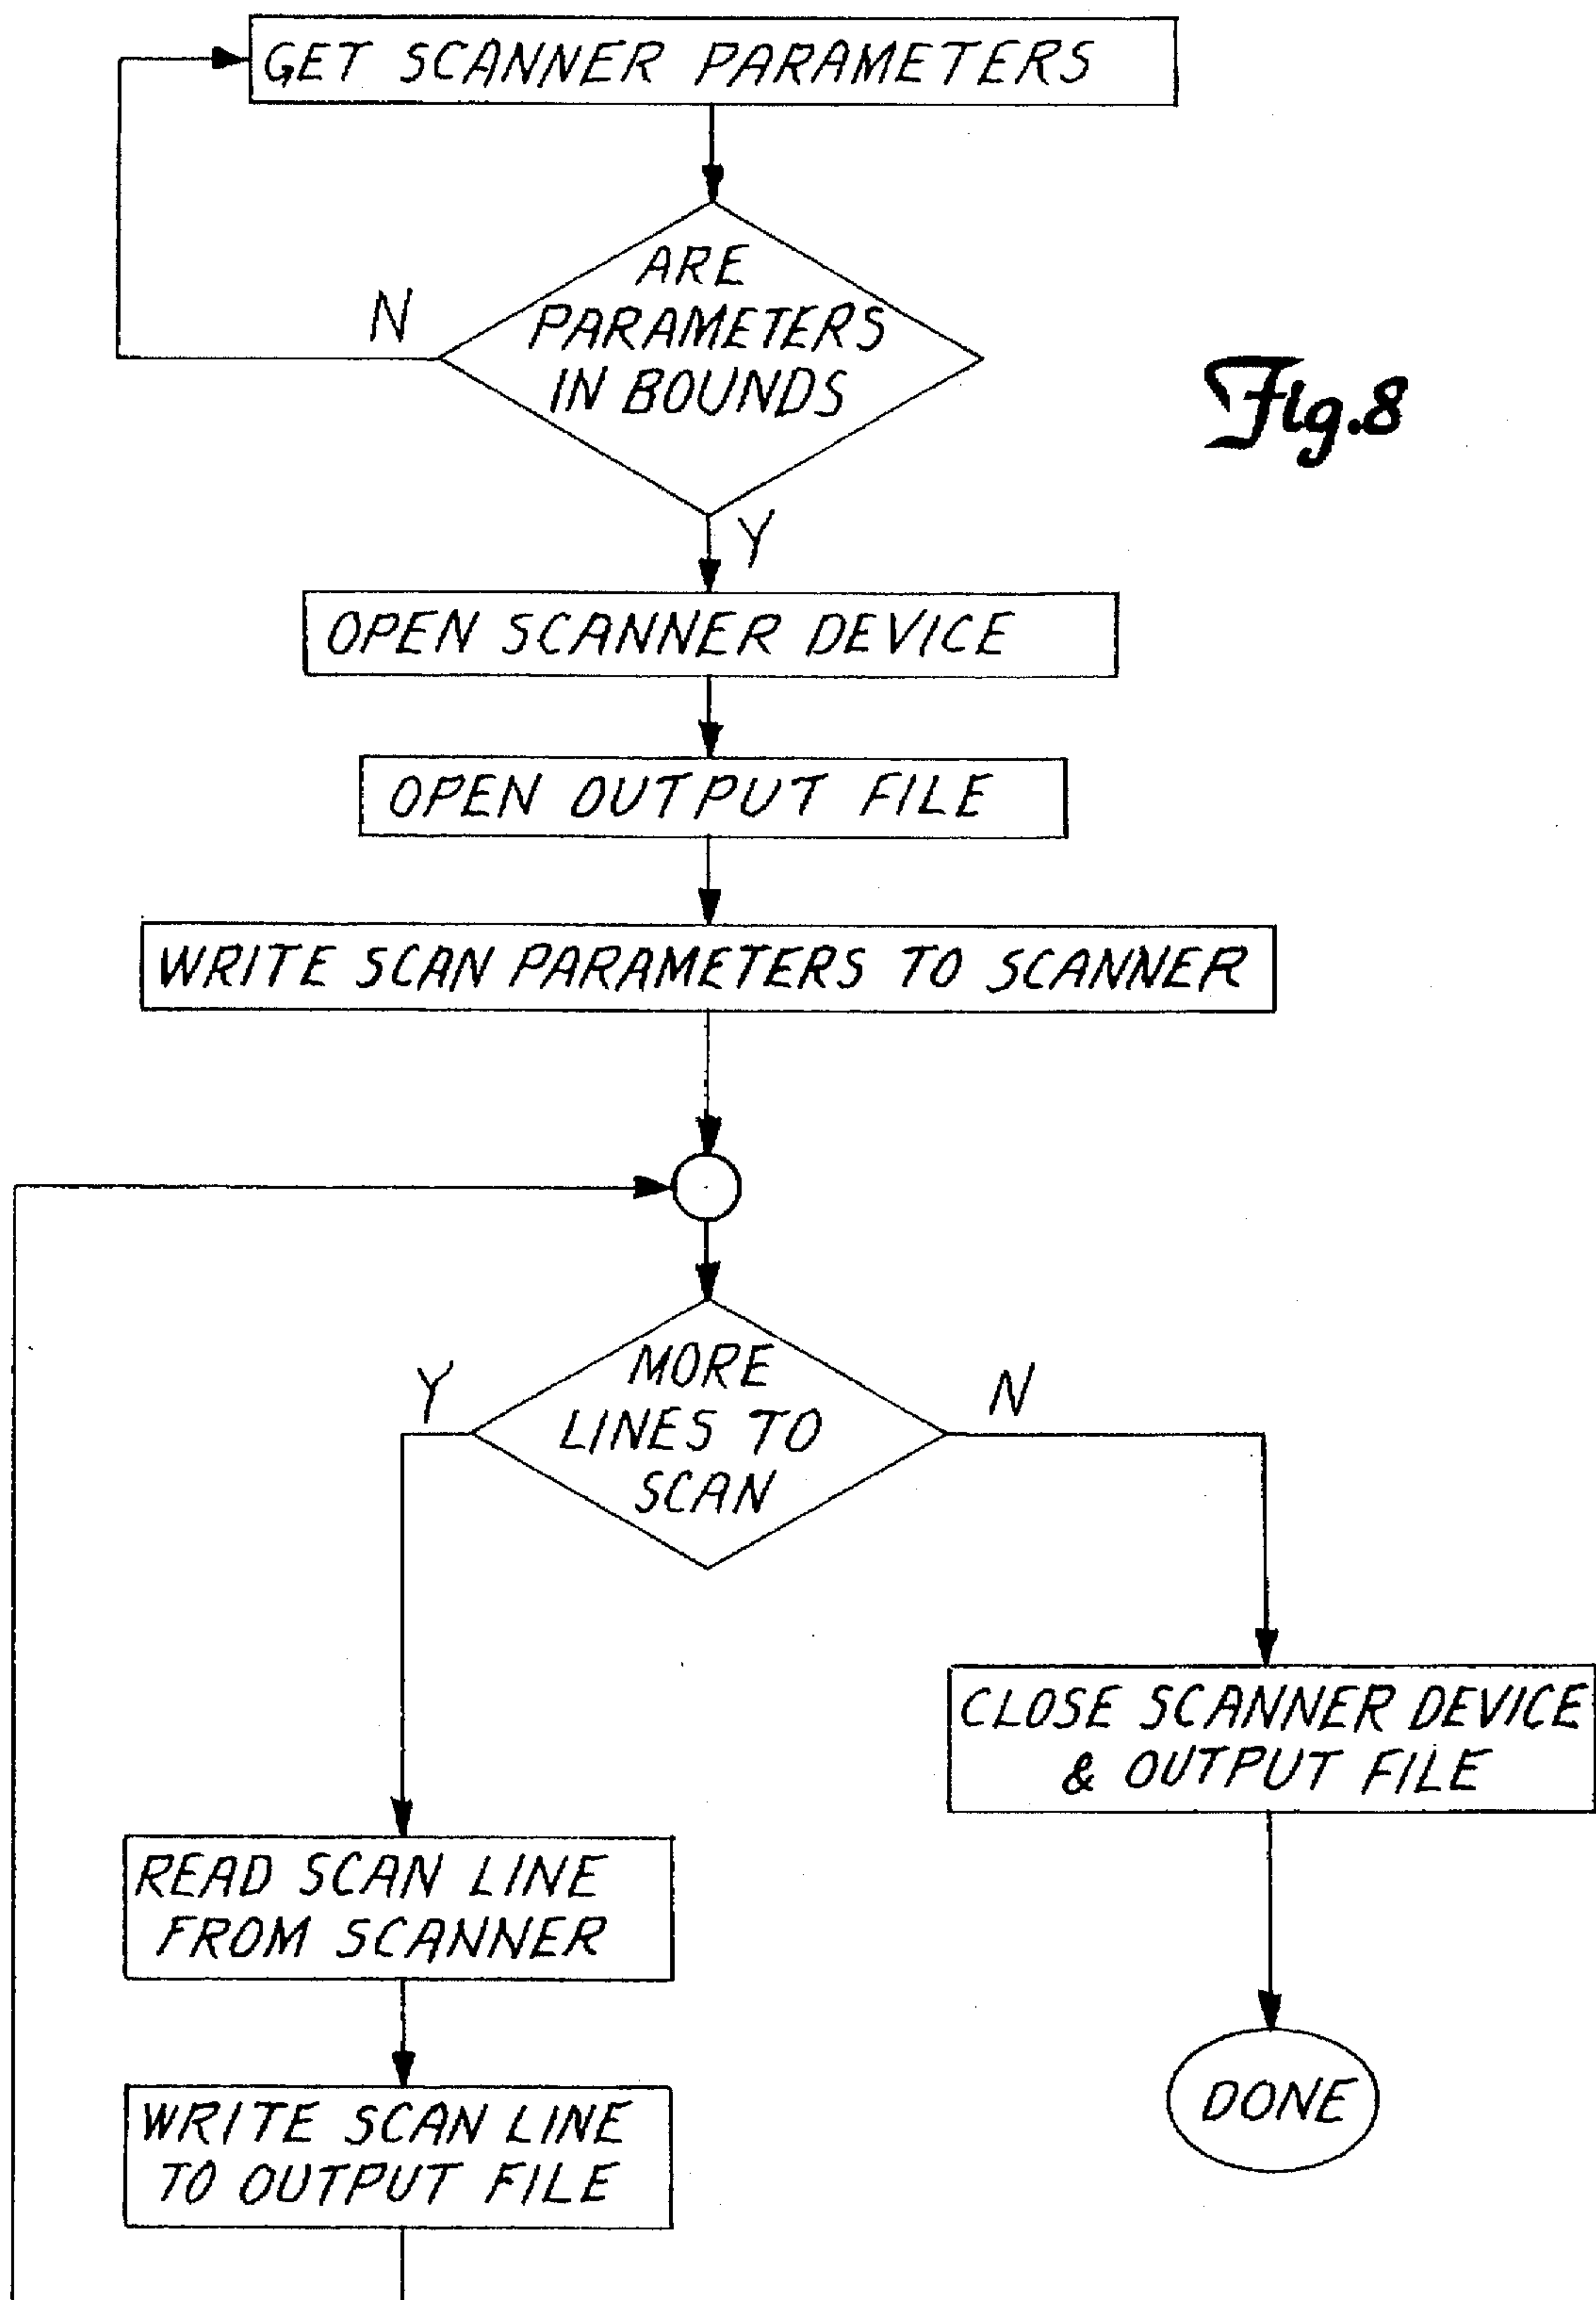 GET SCANNER PARAMETERS
ARE
PARAMETERS
IN BOUNDS
N
Fig.8
Y
OPEN SCANNER DEVICE
OPEN OUTPUT FILE
WRITE SCAN PARAMETERS TO SCANNER
MORE
LINES TO
SCAN
Y
N
CLOSE SCANNER DEVICE
& OUTPUT FILE
READ SCAN LINE
FROM SCANNER
DONE
WRITE SCAN LINE
TO OUTPUT FILE